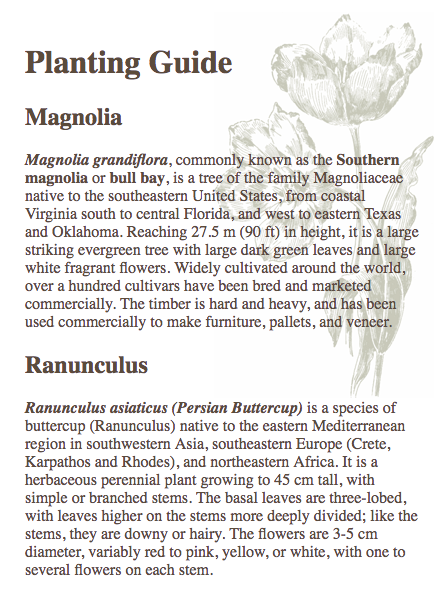 Planting Guide
Magnolia
Magnolia grandiflora, commonly known as the Southern
magnolia or bull bay, is a tree of the family Magnoliaceae
native to the southeastern United States, from coastal
Virginia south to central Florida, and west to eastern Texas
and Oklahoma. Reaching 27.5 m (90 ft) in height, it is a large
striking evergreen tree with large dark green leaves and large
white fragrant flowers. Widely cultivated around the world,
over a hundred cultivars have been bred and marketed
commercially. The timber is hard and heavy, and has been
used commercially to make furniture, pallets, and veneer.
Ranunculus
Ranunculus asiaticus (Persian Buttercup) is a species of
buttercup (Ranunculus) native to the eastern Mediterranean
region in southwestern Asia, southeastern Europe (Crete,
Karpathos and Rhodes), and northeastern Africa. It is a
herbaceous perennial plant growing to 45 cm tall, with
simple or branched stems. The basal leaves are three-lobed,
with leaves higher on the stems more deeply divided; like the
stems, they are downy or hairy. The flowers are 3-5 cm
diameter, variably red to pink, yellow, or white, with one to
several flowers on each stem.